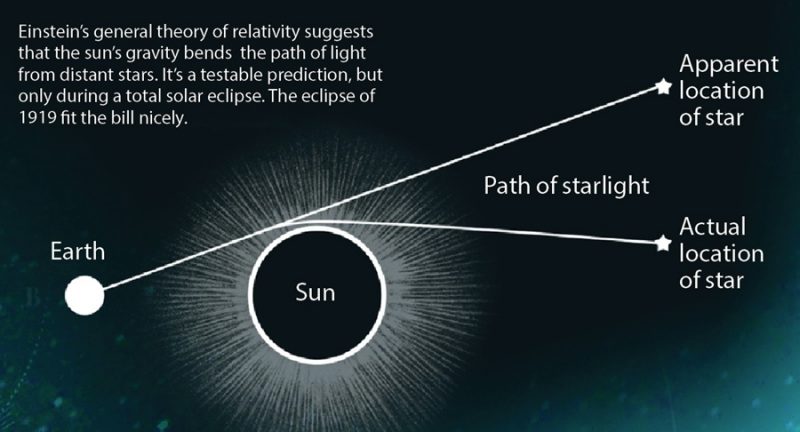 Einstein's general theory of relativity suggests
that the sun's gravity bends the path of light
from distant stars. It's a testable prediction, but
only during a total solar eclipse. The eclipse of
1919 fit the bill nicely.
Apparent
location
of star
Path of starlight
Earth
Actual
location
of star
Sun